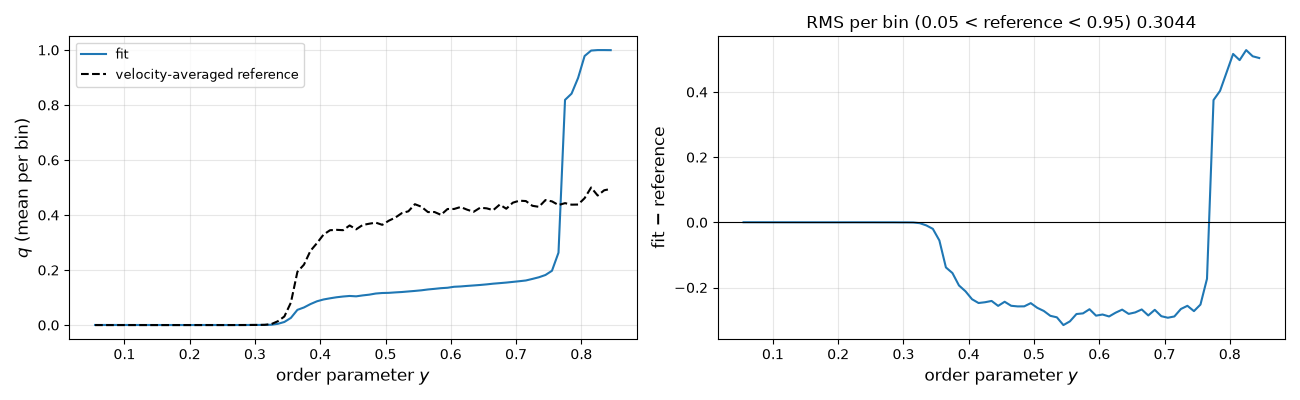 fit
velocity-averaged reference
q (mean per bin)
1.0
0.8
0.6
0.4
0.2
0.0
0.1 0.2 0.3 0.4 0.5 0.6 0.7 0.8
order parameter y
RMS per bin (0.05 < reference < 0.95) 0.3044
fit − reference
0.4
0.2
0.0
−0.2
0.1 0.2 0.3 0.4 0.5 0.6 0.7 0.8
order parameter y